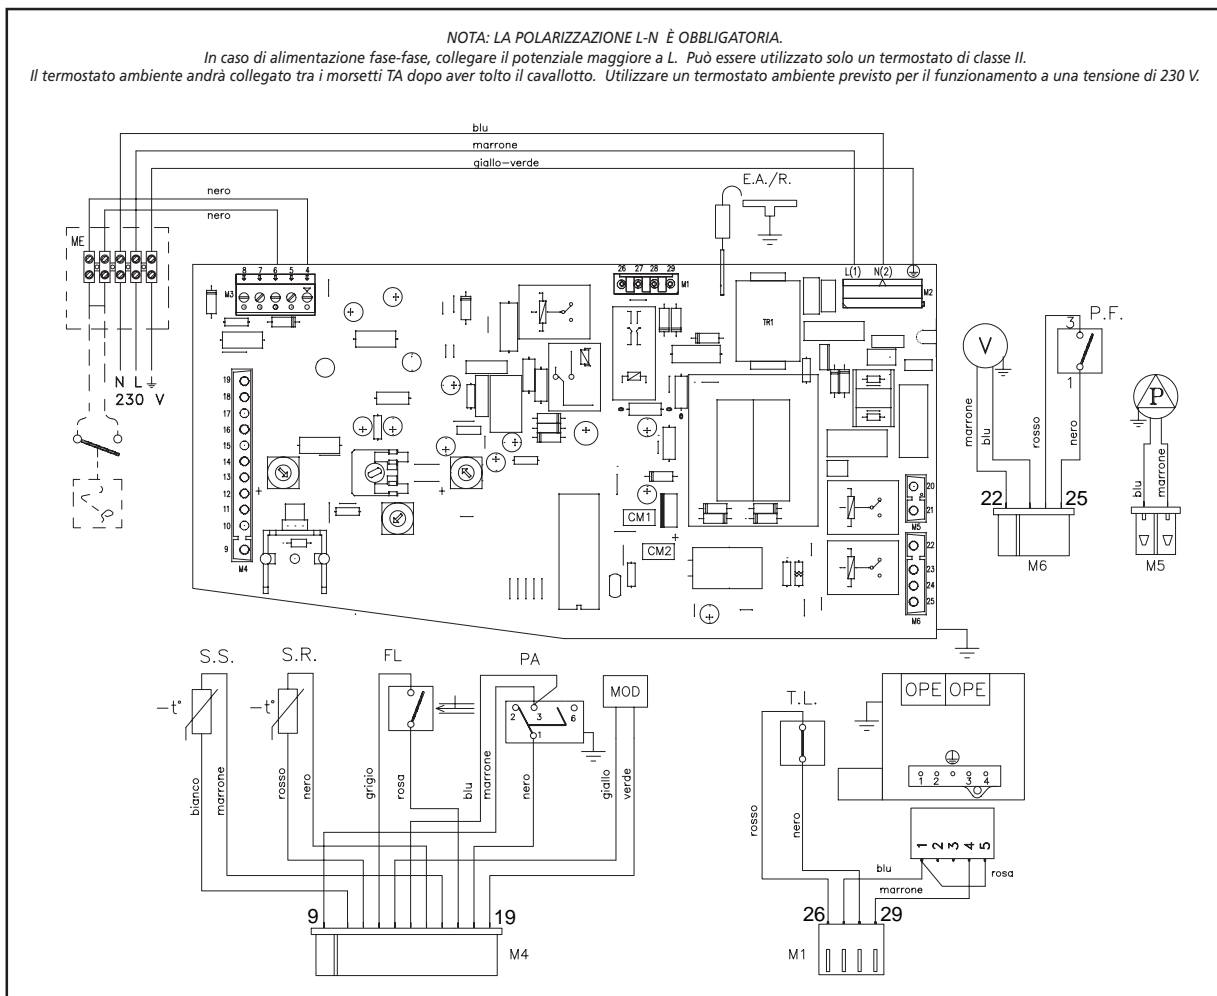 NOTA: LA POLARIZZAZIONE L-N È OBBLIGATORIA.
In caso di alimentazione fase-fase, collegare il potenziale maggiore a L. Può essere utilizzato solo un termostato di classe II.
Il termostato ambiente andrà collegato tra i morsetti TA dopo aver tolto il cavallotto. Utilizzare un termostato ambiente previsto per il funzionamento a una tensione di 230 V.
blu
marrone
giallo-verde
nero
nero
E.A./R.
ME
8 7 6 5 4
M3
26 27 28 29
M1
L(1) N(2)
M2
TR1
N L
230 V
19
18
17
16
15
14
13
12
11
10
9
M4
CM1
CM2
20
21
M5
22
23
24
25
M6
V
3
P.F.
1
marrone
blu
rosso
nero
22
25
M6
P
blu
marrone
M5
S.S.
-t°
bianco
marrone
S.R.
-t°
rosso
nero
FL
grigio
rosa
PA
2 3 6
1
blu
marrone
nero
MOD
giallo
verde
9
19
M4
T.L.
rosso
nero
OPE OPE
1 2 3 4
1 2 3 4 5
blu
marrone
rosa
26
29
M1